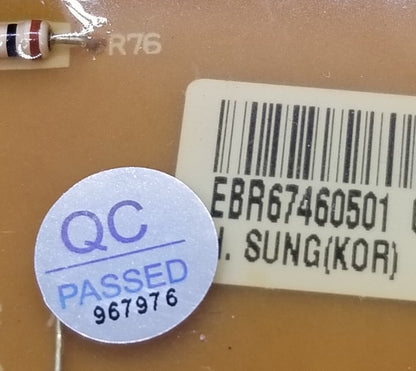 R76
EBR67460501
. SUNG(KOR)
QC
PASSED
967976